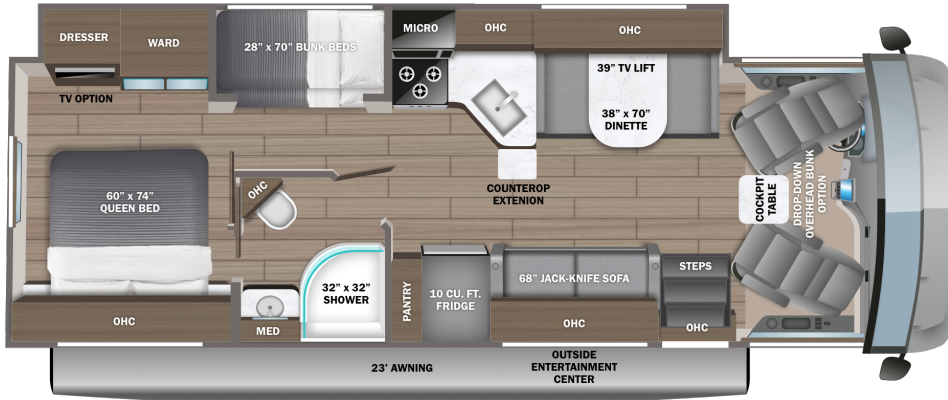 DRESSER
WARD
28” x 70” BUNK BEDS
MICRO
OHC
OHC
TV OPTION
39” TV LIFT
38” x 70”
DINETTE
60” x 74”
QUEEN BED
OHC
COUNTEROP
EXTENION
COCKPIT
TABLE
DROP-DOWN
OVERHEAD BUNK
OPTION
32” x 32”
SHOWER
PANTRY
10 CU. FT.
FRIDGE
68” JACK-KNIFE SOFA
STEPS
OHC
MED
OHC
OHC
23’ AWNING
OUTSIDE
ENTERTAINMENT
CENTER